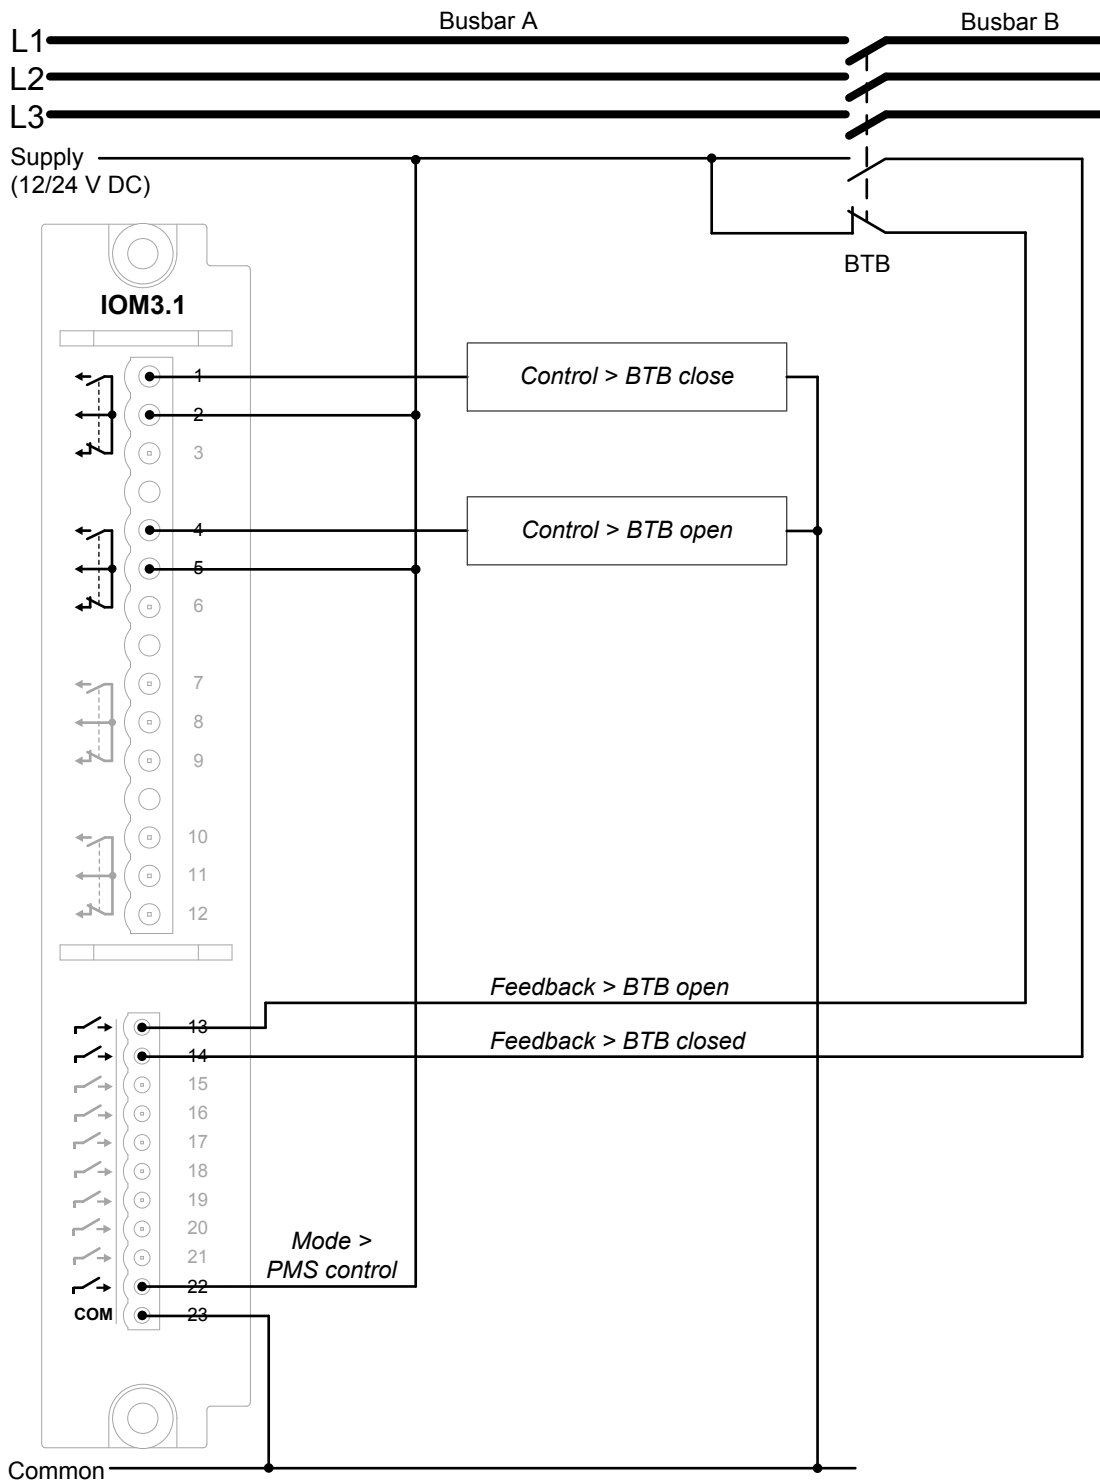 Busbar A
Busbar B
L1
L2
L3
Supply
(12/24 V DC)
BTB
IOM3.1
1
Control > BTB close
2
3
4
Control > BTB open
5
6
7
8
9
10
11
12
Feedback > BTB open
13
Feedback > BTB closed
14
15
16
17
18
19
20
21
Mode >
PMS control
22
COM
23
Common